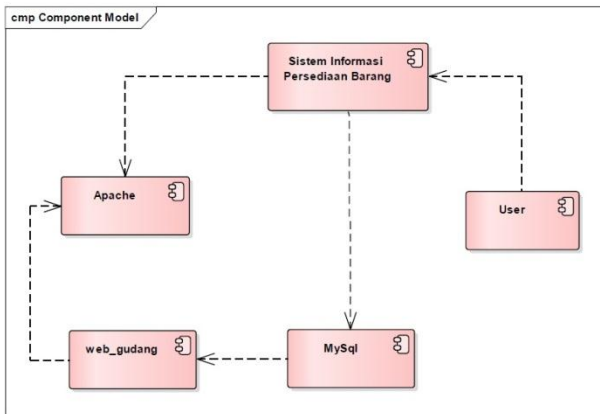 cmp Component Model
Sistem Informasi
Persediaan Barang
Apache
User
web_gudang
MySql